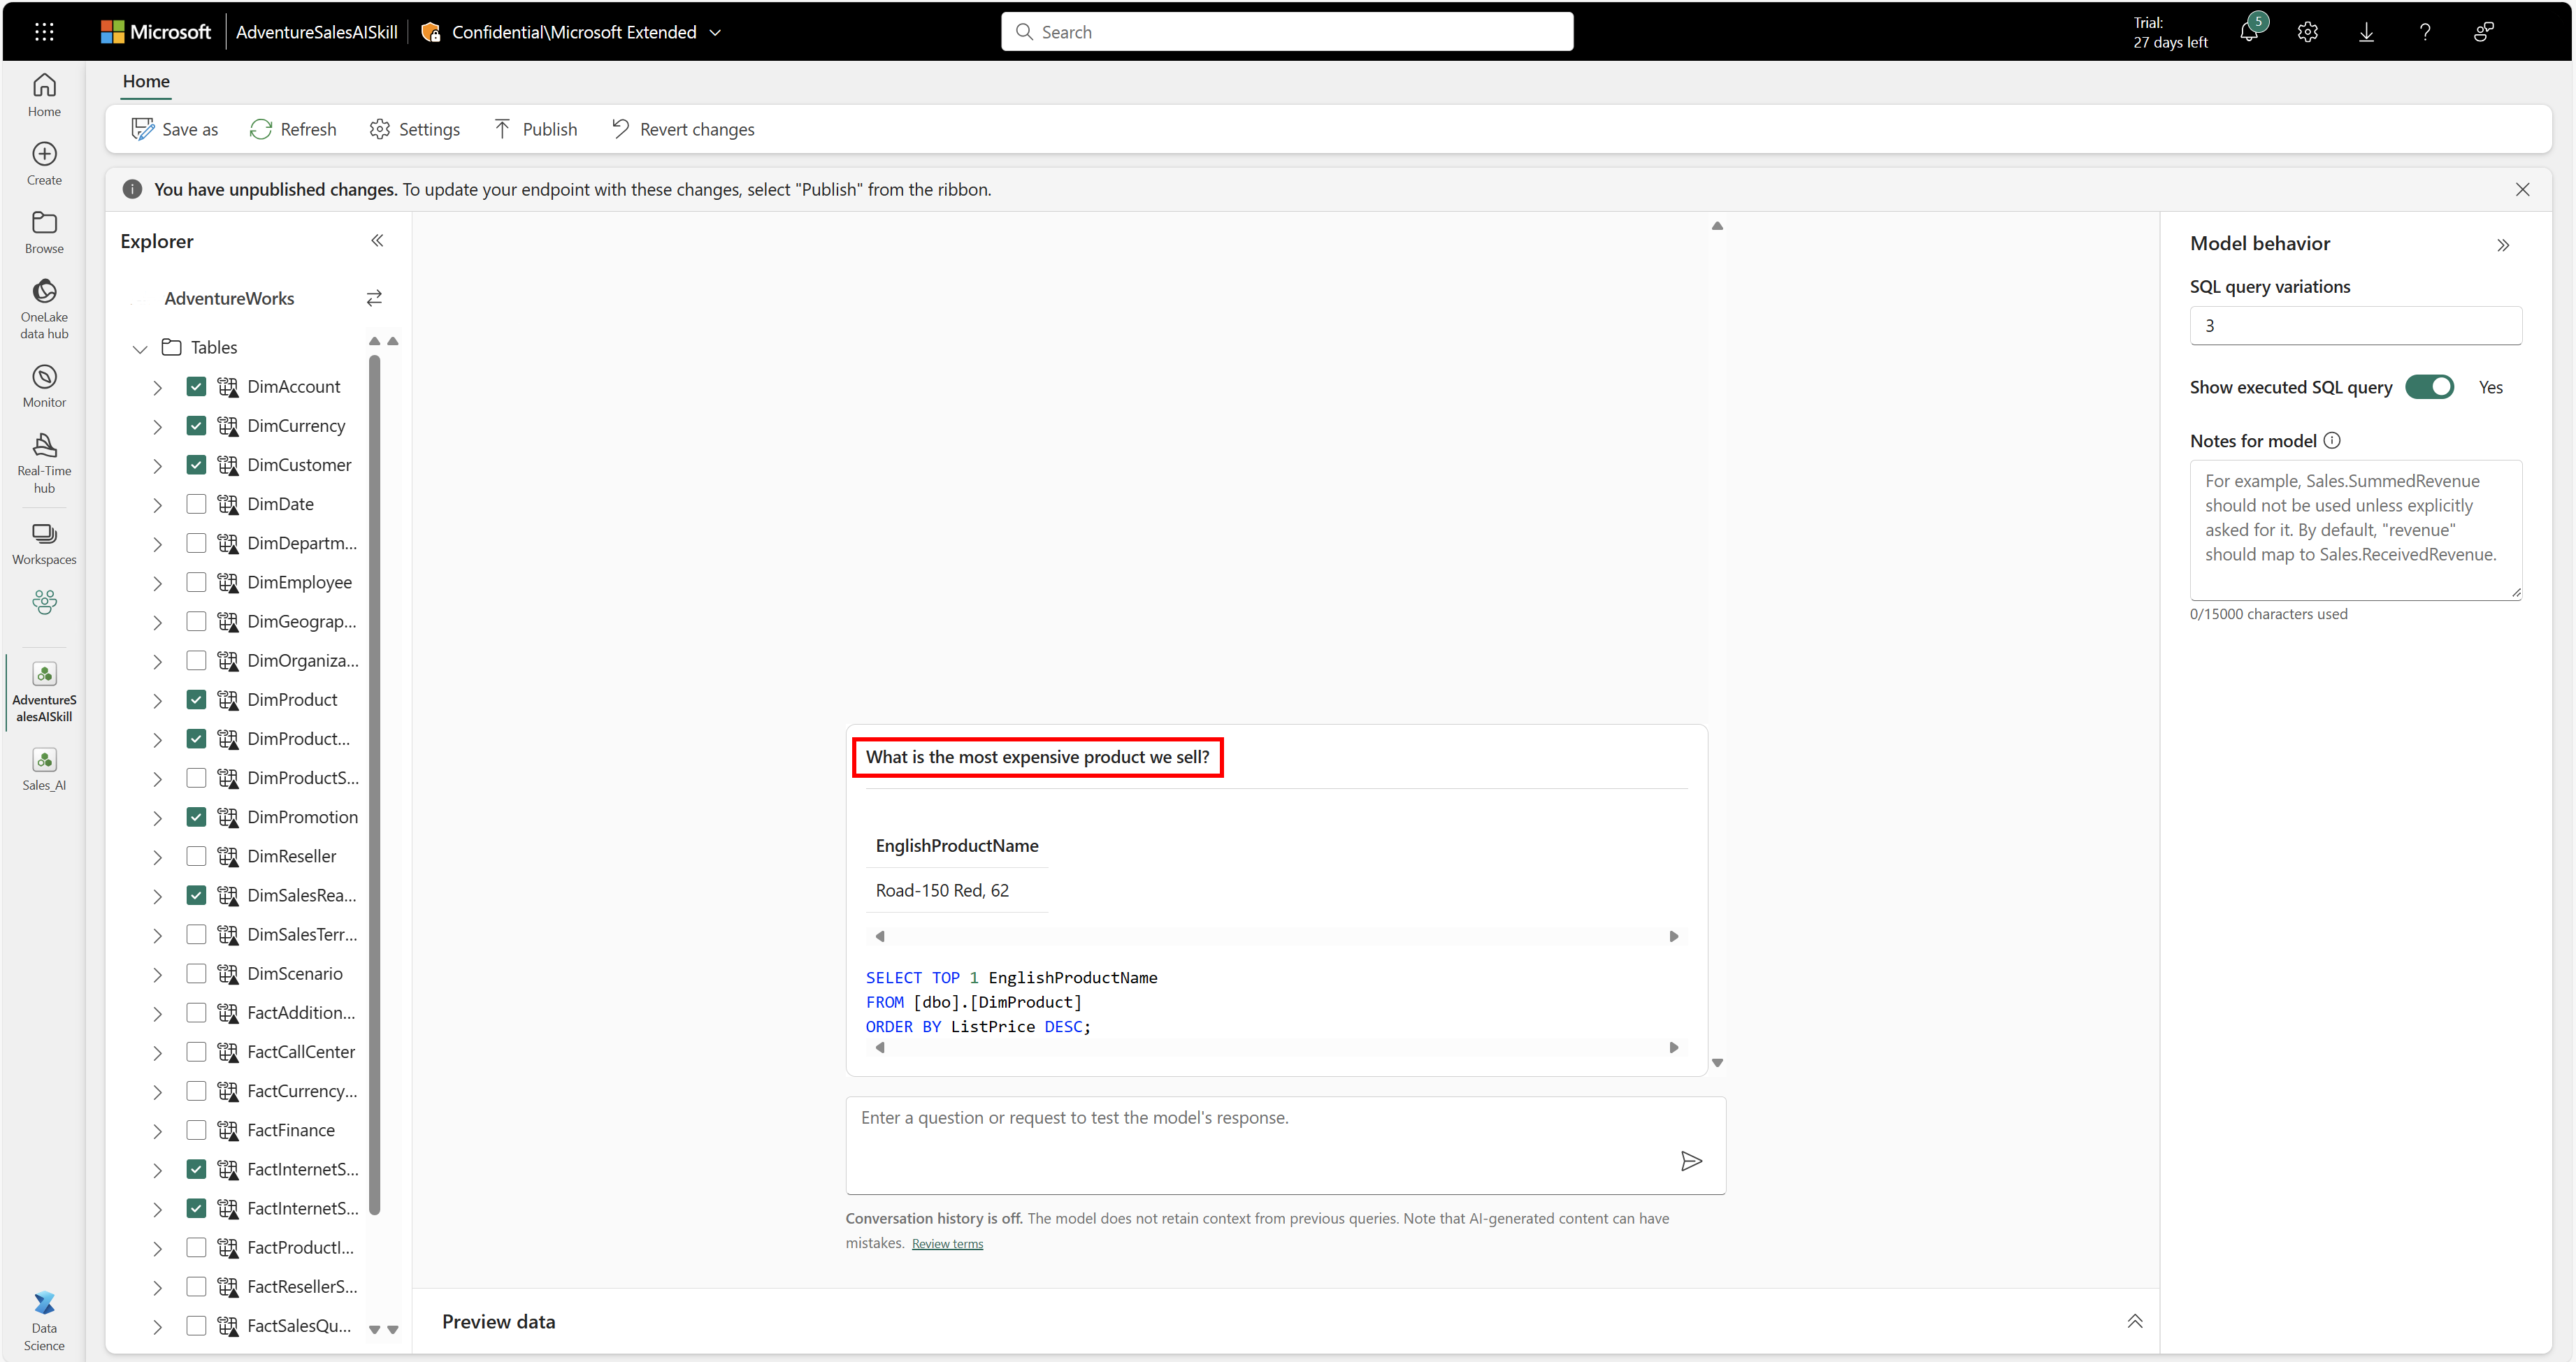 Microsoft
AdventureSalesAISkill
Confidential\Microsoft Extended
Search
Trial:
27 days left
5
Home
Create
Browse
OneLake
data hub
Monitor
Real-Time
hub
Workspaces
AdventureS
alesAISkill
Sales_AI
Data
Science
Home
Save as
Refresh
Settings
Publish
Revert changes
You have unpublished changes. To update your endpoint with these changes, select "Publish" from the ribbon.
Explorer
AdventureWorks
Tables
DimAccount
DimCurrency
DimCustomer
DimDate
DimDepartm...
DimEmployee
DimGeograp...
DimOrganiza...
DimProduct
DimProduct...
DimProductS...
DimPromotion
DimReseller
DimSalesRea...
DimSalesTerr...
DimScenario
FactAddition...
FactCallCenter
FactCurrency...
FactFinance
FactInternetS...
FactInternetS...
FactProductI...
FactResellerS...
FactSalesQu...
What is the most expensive product we sell?
EnglishProductName
Road-150 Red, 62
SELECT TOP 1 EnglishProductName
FROM [dbo].[DimProduct]
ORDER BY ListPrice DESC;
Enter a question or request to test the model's response.
Conversation history is off. The model does not retain context from previous queries. Note that AI-generated content can have
mistakes. Review terms
Preview data
Model behavior
SQL query variations
3
Show executed SQL query
Yes
Notes for model
For example, Sales.SummedRevenue
should not be used unless explicitly
asked for it. By default, "revenue"
should map to Sales.ReceivedRevenue.
0/15000 characters used